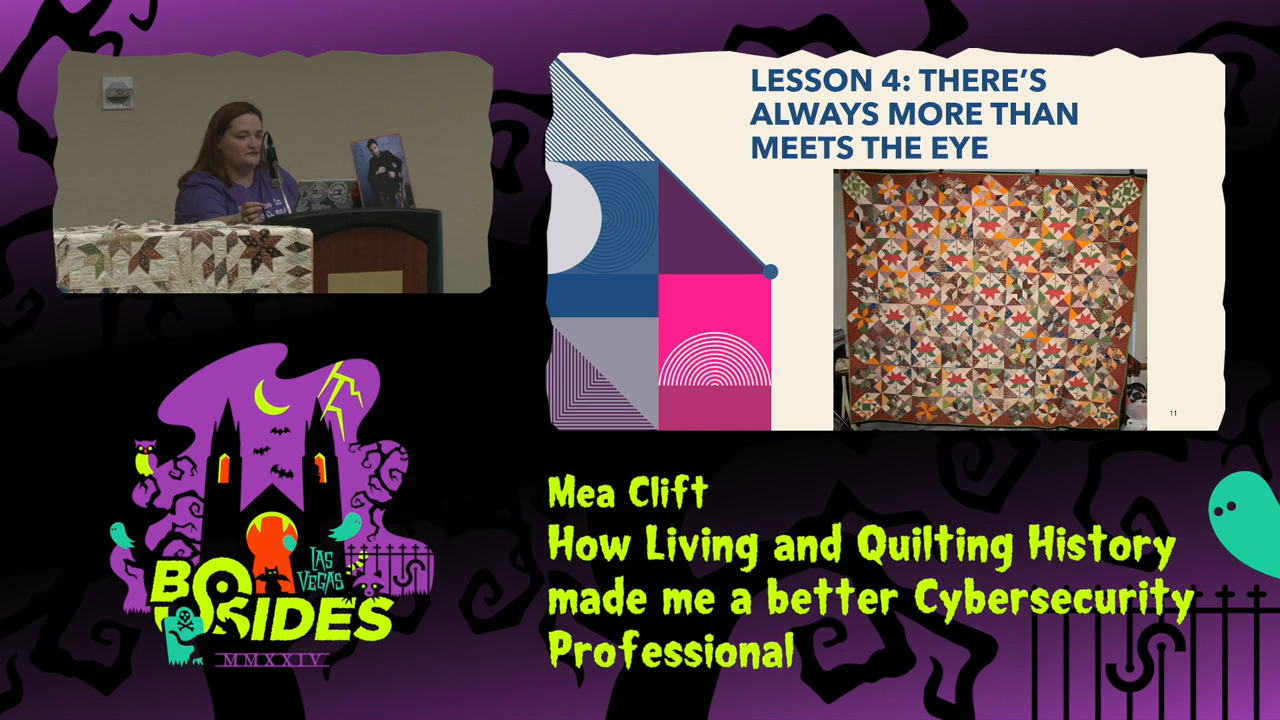 LESSON 4: THERE'S
ALWAYS MORE THAN
MEETS THE EYE
11
Mea Clift
How Living and Quilting History
made me a better Cybersecurity
Professional
LAS
VEGAS
BSIDES
MMXXIV